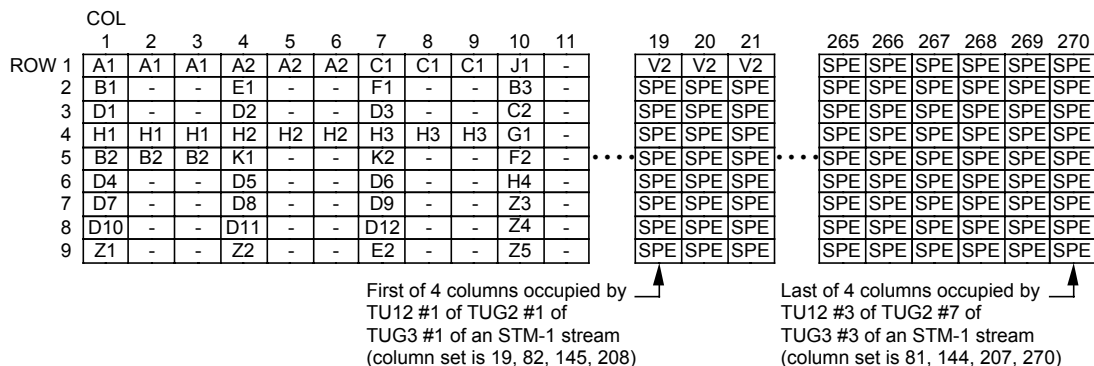 COL
1 2 3 4 5 6 7 8 9 10 11 19 20 21 265 266 267 268 269 270
ROW 1 A1 A1 A1 A2 A2 A2 C1 C1 C1 J1 - V2 V2 V2 SPE SPE SPE SPE SPE SPE
2 B1 - - E1 - - F1 - - B3 - SPE SPE SPE SPE SPE SPE SPE SPE SPE
3 D1 - - D2 - - D3 - - C2 - SPE SPE SPE SPE SPE SPE SPE SPE SPE
4 H1 H1 H1 H2 H2 H2 H3 H3 H3 G1 - SPE SPE SPE SPE SPE SPE SPE SPE SPE
5 B2 B2 B2 K1 - - K2 - - F2 - •••• SPE SPE SPE •••• SPE SPE SPE SPE SPE SPE
6 D4 - - D5 - - D6 - - H4 - SPE SPE SPE SPE SPE SPE SPE SPE SPE
7 D7 - - D8 - - D9 - - Z3 - SPE SPE SPE SPE SPE SPE SPE SPE SPE
8 D10 - - D11 - - D12 - - Z4 - SPE SPE SPE SPE SPE SPE SPE SPE SPE
9 Z1 - - Z2 - - E2 - - Z5 - SPE SPE SPE SPE SPE SPE SPE SPE SPE
First of 4 columns occupied by
TU12 #1 of TUG2 #1 of
TUG3 #1 of an STM-1 stream
(column set is 19, 82, 145, 208)
Last of 4 columns occupied by
TU12 #3 of TUG2 #7 of
TUG3 #3 of an STM-1 stream
(column set is 81, 144, 207, 270)